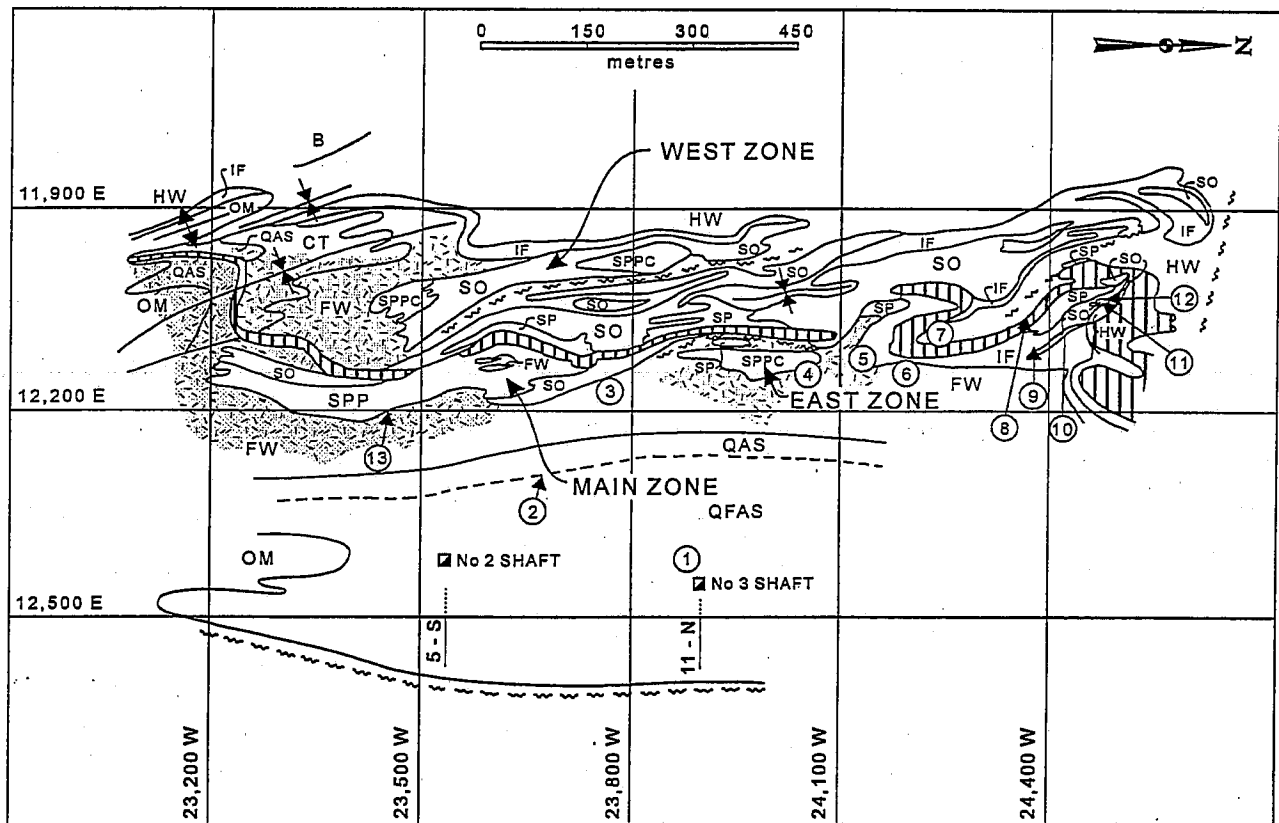 0 150 300 450
metres
N
B
WEST ZONE
IF
HW
SO
11,900 E
OM
HW
QAS
CT
IF
SO
SPPC
SO
IF
SO
SP
SO
IF
HW
QAS
OM
FW
SPPC
SO
SO
SP
SO
IF
SP
SO
12
HW
7
5
11
FW
SP
SPPC
4
6
IF
FW
SO
SPP
SO
3
EAST ZONE
8
9
10
12,200 E
FW
13
QAS
MAIN ZONE
2
QFAS
OM
No 2 SHAFT
1
No 3 SHAFT
12,500 E
5 - S
11 - N
23,200 W
23,500 W
23,800 W
24,100 W
24,400 W